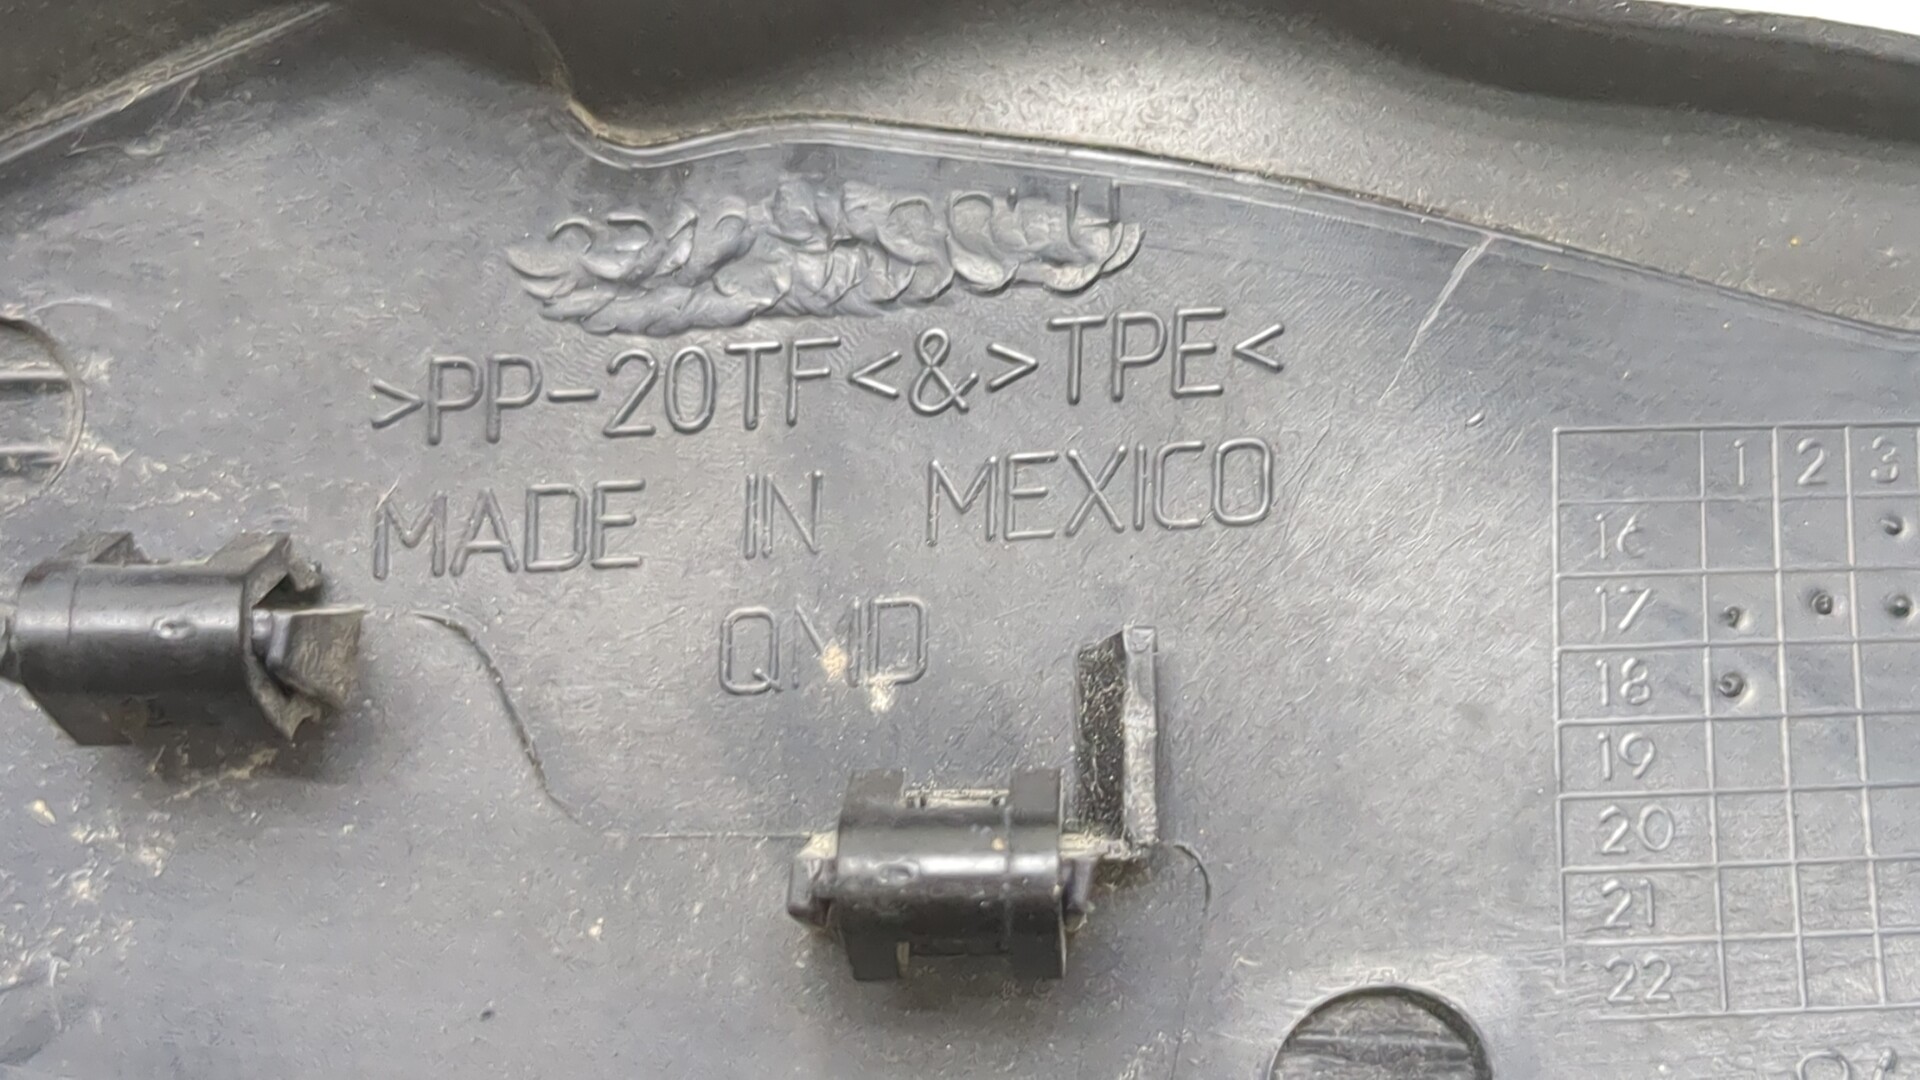 >PP-20TF<&>TPE<
MADE IN MEXICO
QMD
1 2 3
16
17
18
19
20
21
22